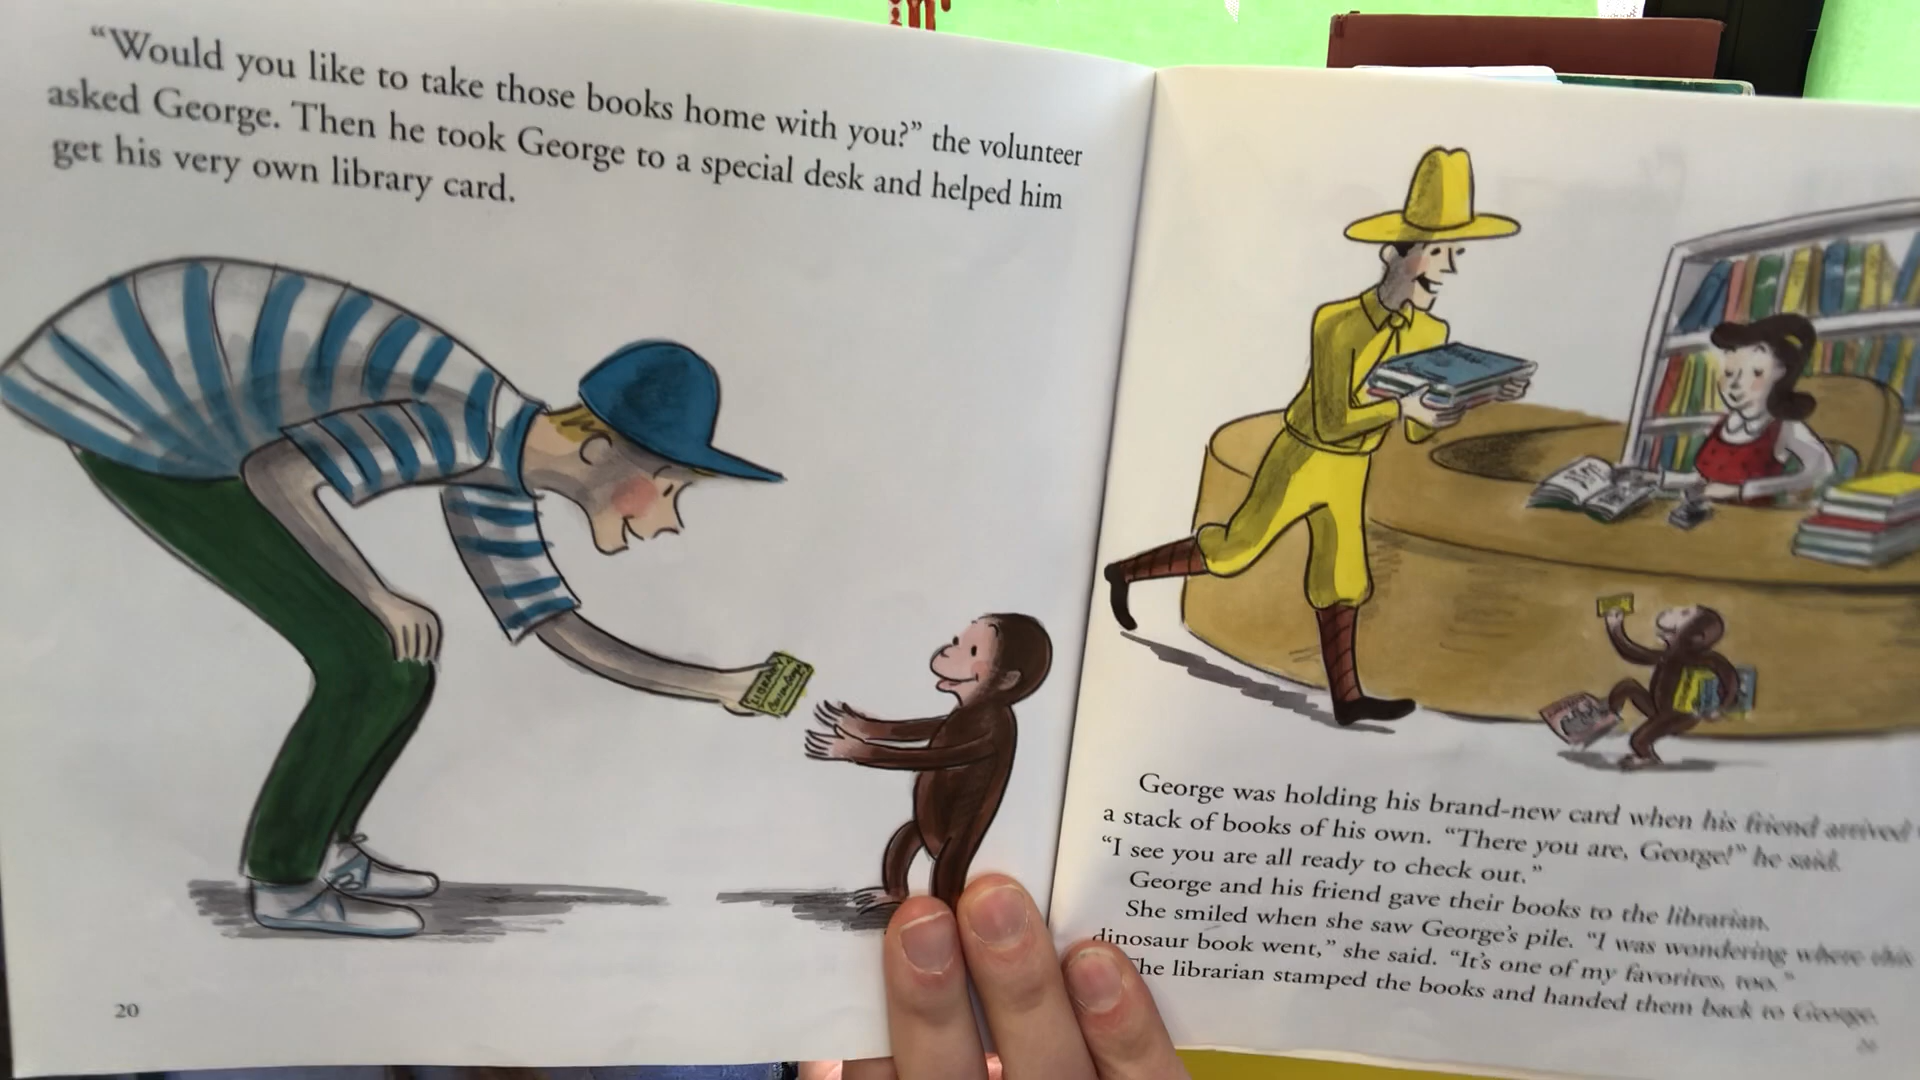 “Would you like to take those books home with you?” the volunteer
asked George. Then he took George to a special desk and helped him
get his very own library card.
LIBRARY
20
George was holding his brand-new card when his friend arrived
a stack of books of his own. “There you are, George!” he said.
“I see you are all ready to check out.”
George and his friend gave their books to the librarian.
She smiled when she saw George’s pile. “I was wondering where this
dinosaur book went,” she said. “It’s one of my favorites, too.”
The librarian stamped the books and handed them back to George.